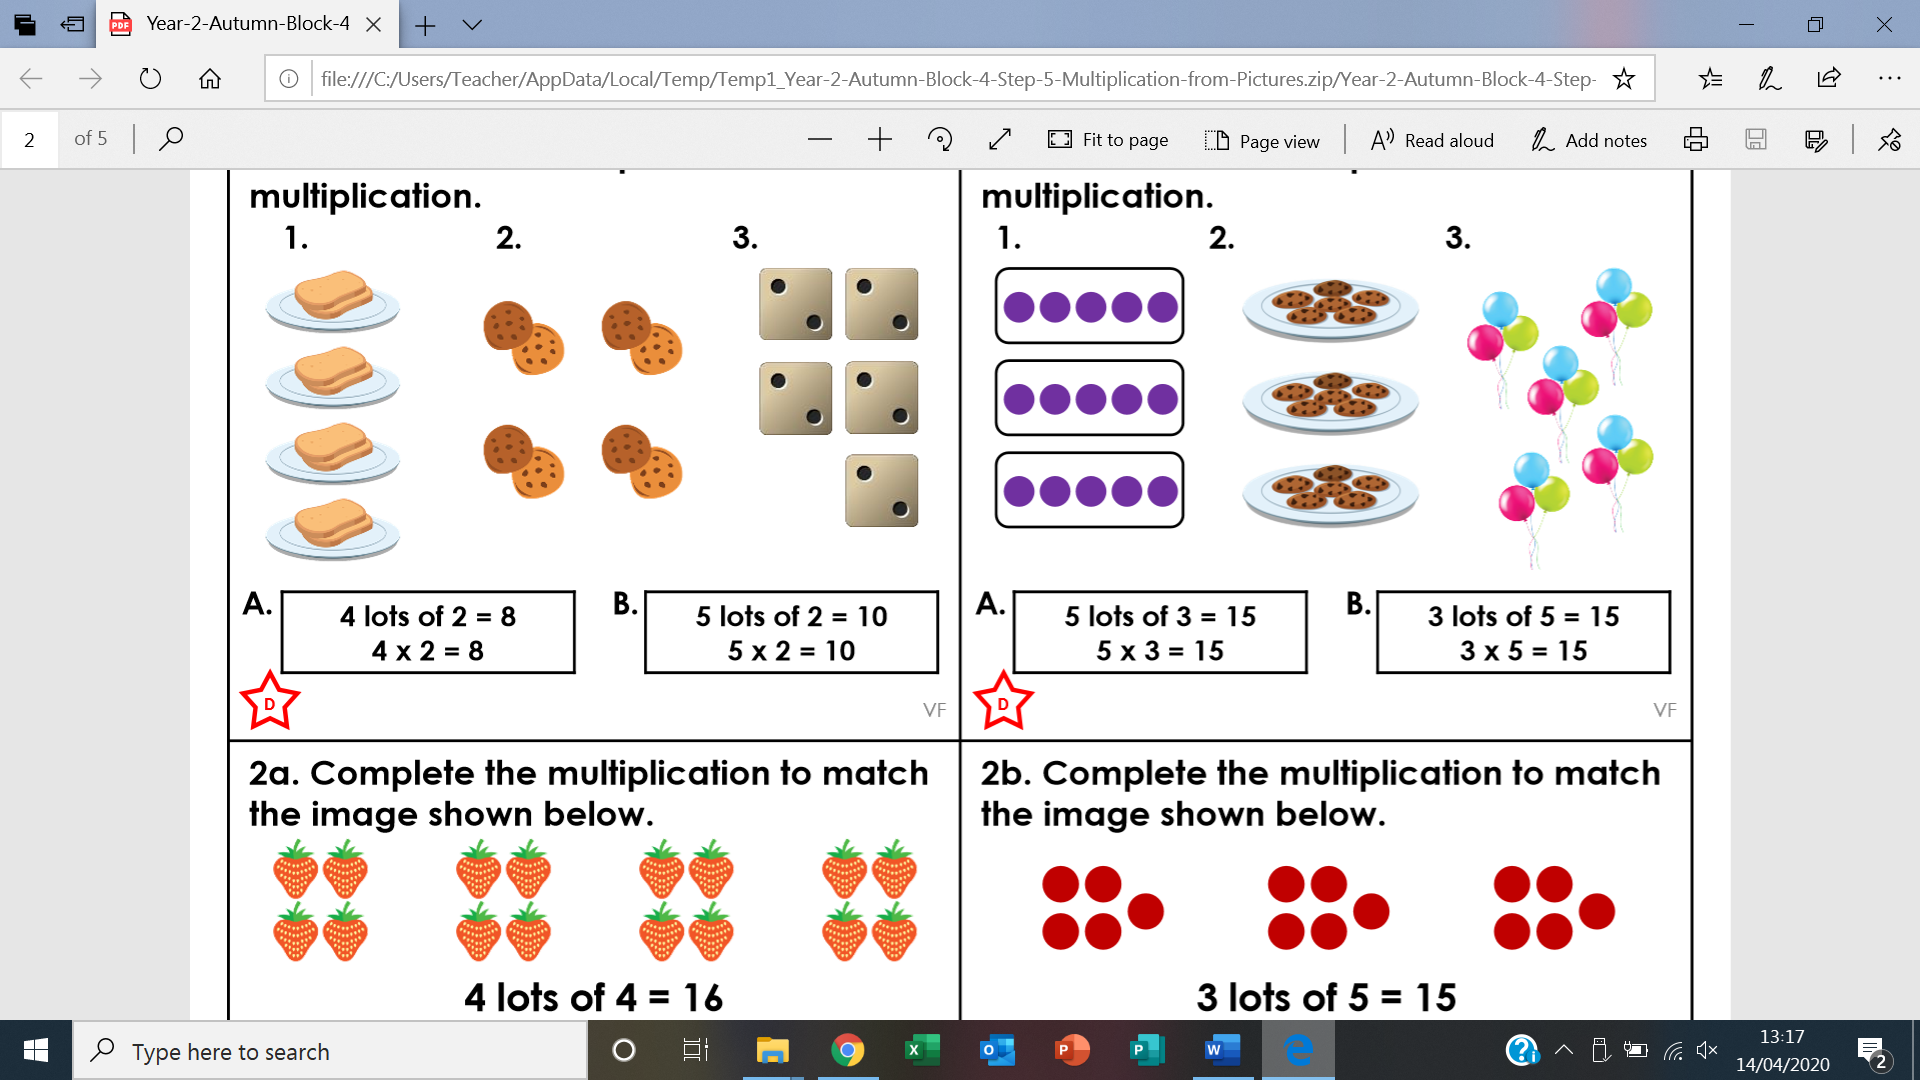 Year-2-Autumn-Block-4
file:///C:/Users/Teacher/AppData/Local/Temp/Temp1_Year-2-Autumn-Block-4-Step-5-Multiplication-from-Pictures.zip/Year-2-Autumn-Block-4-Step-
2 of 5
Fit to page
Page view
Read aloud
Add notes
multiplication.
1. 2. 3.
A. 4 lots of 2 = 8
4 x 2 = 8
B. 5 lots of 2 = 10
5 x 2 = 10
D
VF
multiplication.
1. 2. 3.
A. 5 lots of 3 = 15
5 x 3 = 15
B. 3 lots of 5 = 15
3 x 5 = 15
D
VF
2a. Complete the multiplication to match
the image shown below.
4 lots of 4 = 16
2b. Complete the multiplication to match
the image shown below.
3 lots of 5 = 15
Type here to search
13:17
14/04/2020
2